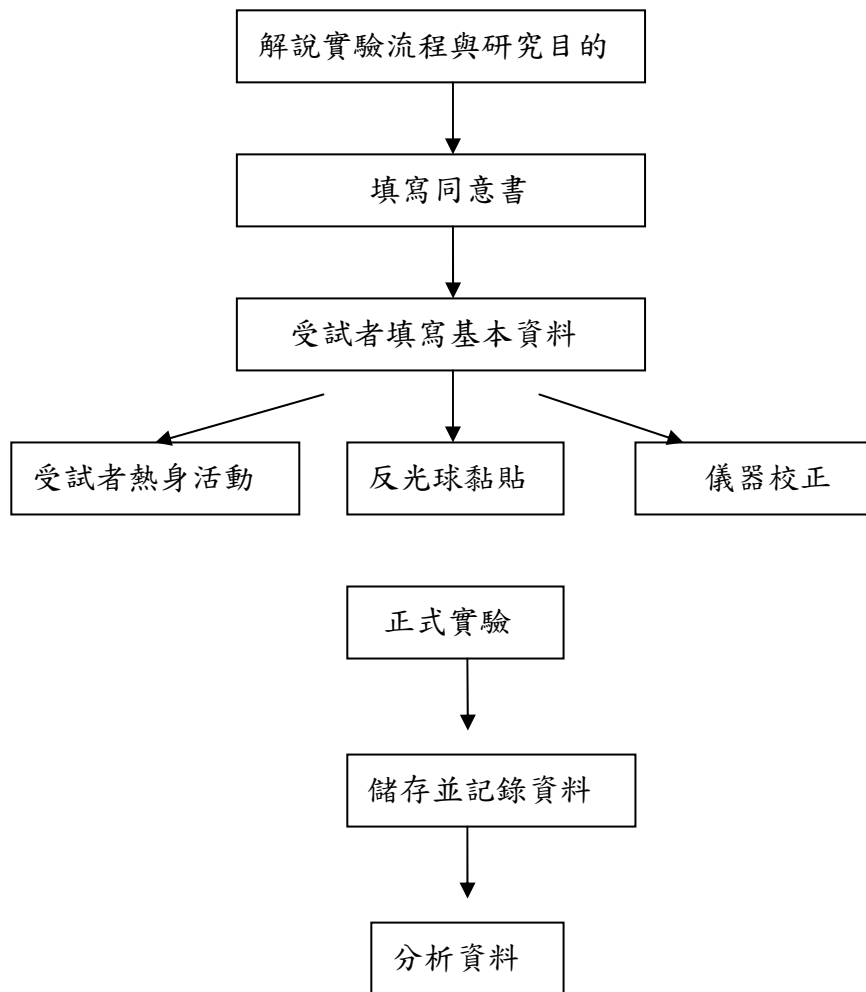 解說實驗流程與研究目的
填寫同意書
受試者填寫基本資料
受試者熱身活動
反光球黏貼
儀器校正
正式實驗
儲存並記錄資料
分析資料